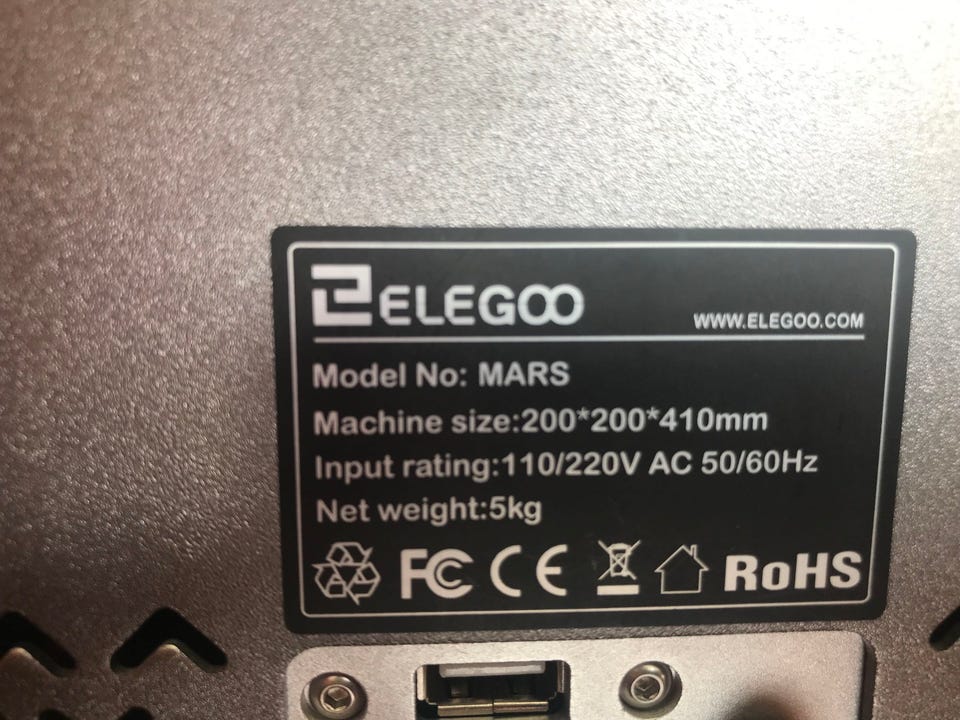 ELEGOO
WWW.ELEGOO.COM
Model No: MARS
Machine size:200*200*410mm
Input rating:110/220V AC 50/60Hz
Net weight:5kg
FC CE RoHS